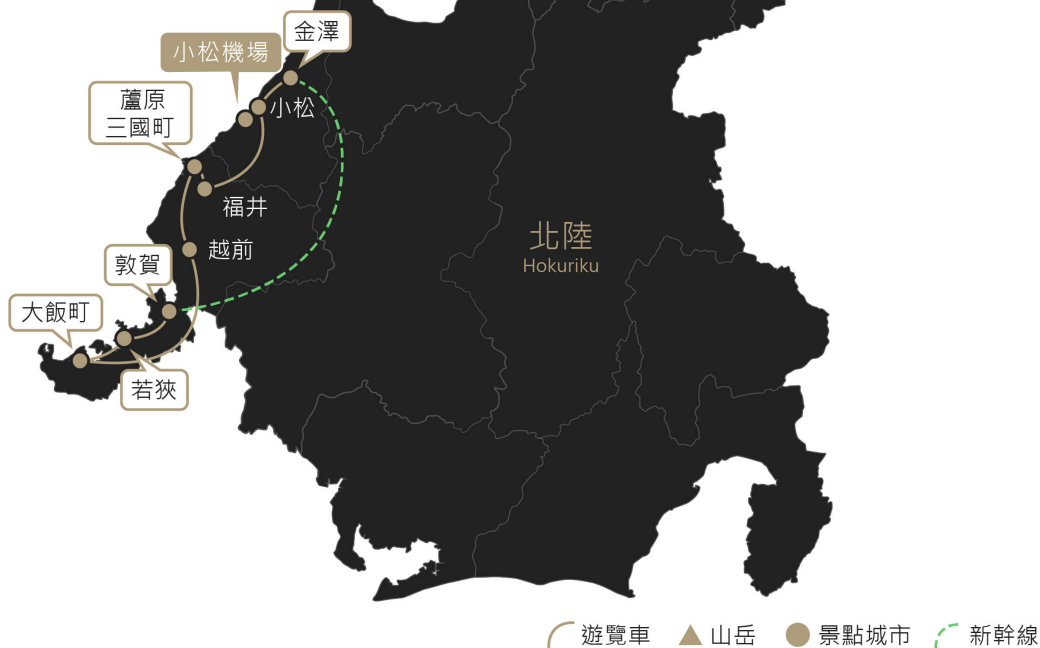 金澤
小松機場
蘆原
三國町
小松
福井
北陸
Hokuriku
越前
敦賀
大飯町
若狹
遊覽車
山岳
景點城市
新幹線